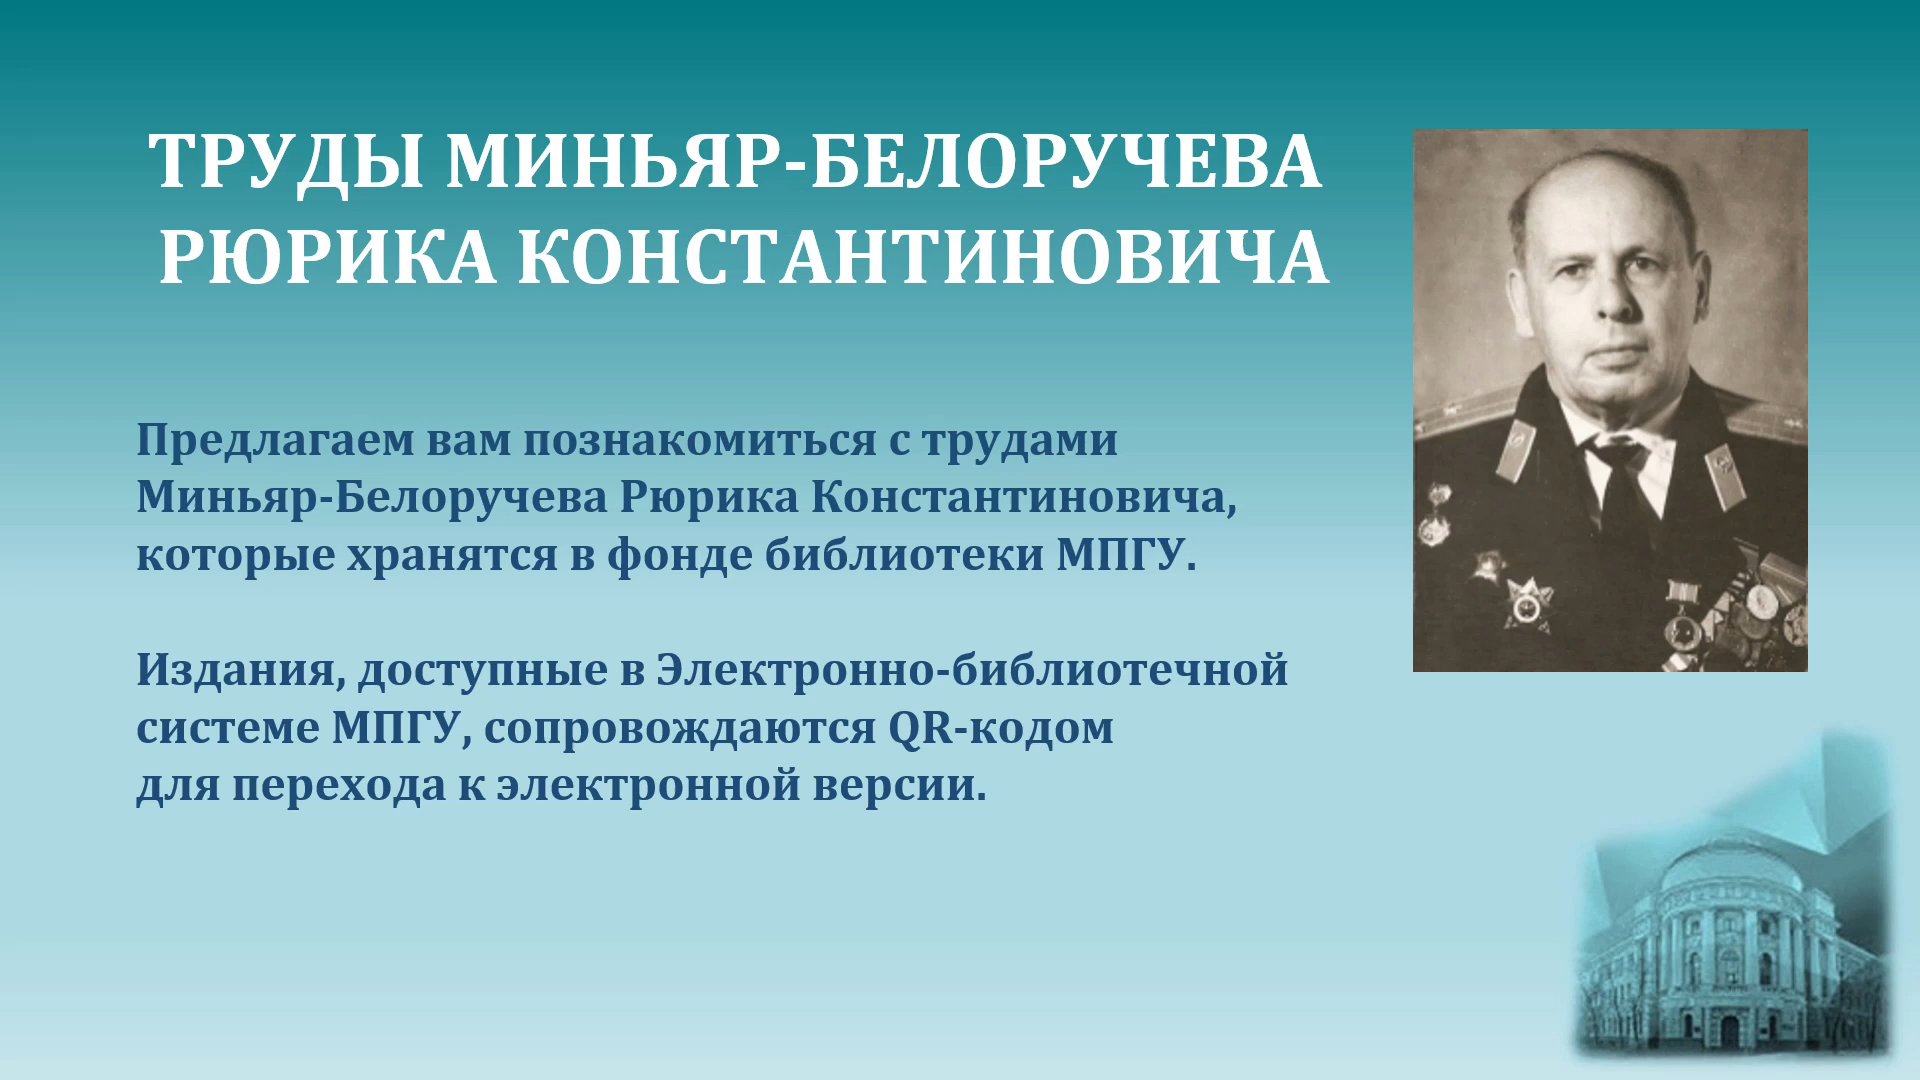 ТРУДЫ МИНЬЯР-БЕЛОРУЧЕВА
РЮРИКА КОНСТАНТИНОВИЧА
Предлагаем вам познакомиться с трудами
Миньяр-Белоручева Рюрика Константиновича,
которые хранятся в фонде библиотеки МПГУ.
Издания, доступные в Электронно-библиотечной
системе МПГУ, сопровождаются QR-кодом
для перехода к электронной версии.